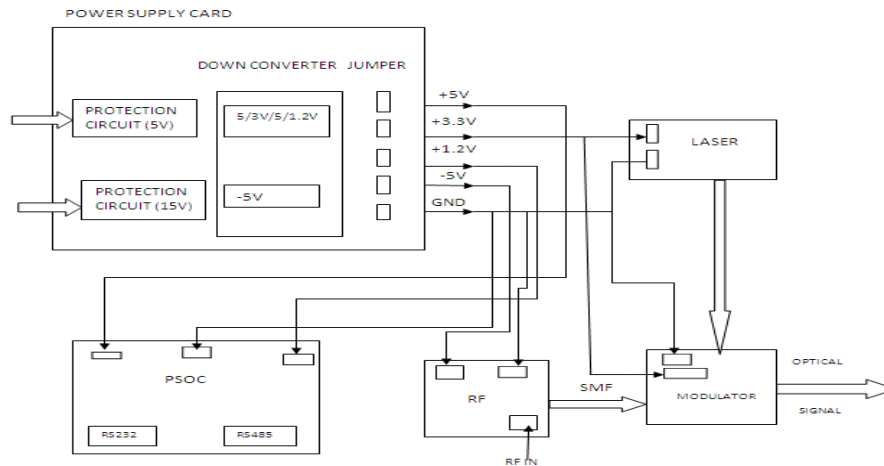 POWER SUPPLY CARD
DOWN CONVERTER
JUMPER
PROTECTION
CIRCUIT (5V)
5/3V/5/1.2V
PROTECTION
CIRCUIT (15V)
-5V
+5V
+3.3V
+1.2V
-5V
GND
LASER
PSOC
RS232
RS485
RF
RF IN
SMF
MODULATOR
OPTICAL
SIGNAL